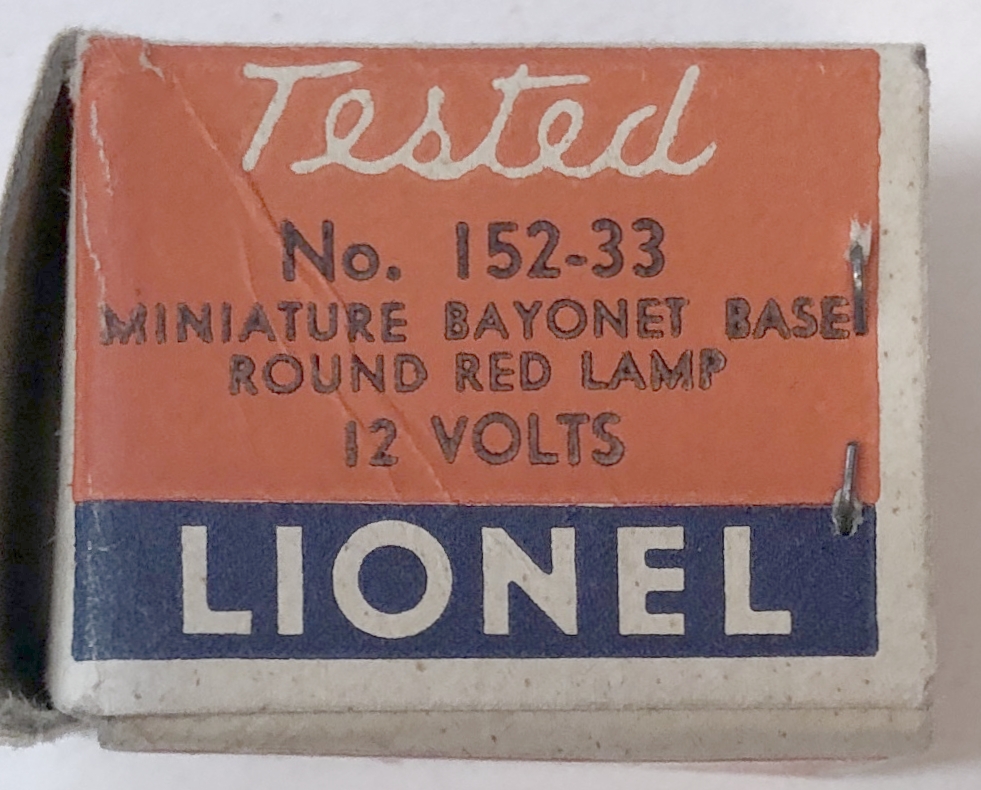 Tested
No. 152-33
MINIATURE BAYONET BASE
ROUND RED LAMP
12 VOLTS
LIONEL